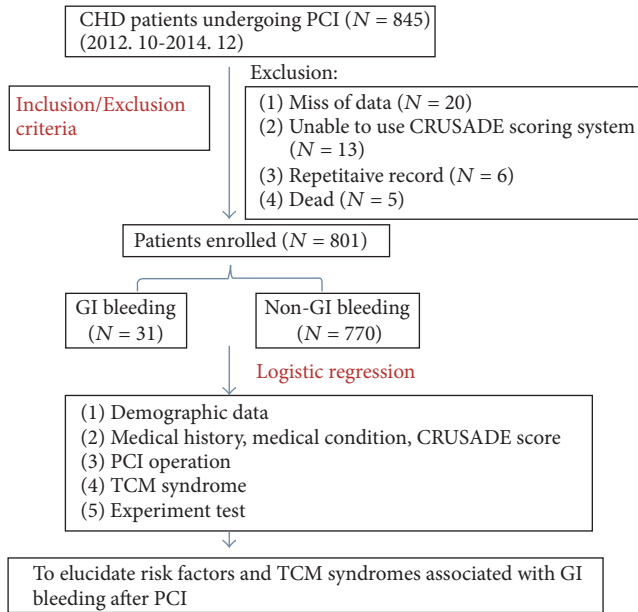 CHD patients undergoing PCI (N = 845)
(2012. 10-2014. 12)
Exclusion:
Inclusion/Exclusion
criteria
(1) Miss of data (N = 20)
(2) Unable to use CRUSADE scoring system
(N = 13)
(3) Repetitaive record (N = 6)
(4) Dead (N = 5)
Patients enrolled (N = 801)
GI bleeding
(N = 31)
Non-GI bleeding
(N = 770)
Logistic regression
(1) Demographic data
(2) Medical history, medical condition, CRUSADE score
(3) PCI operation
(4) TCM syndrome
(5) Experiment test
To elucidate risk factors and TCM syndromes associated with GI
bleeding after PCI